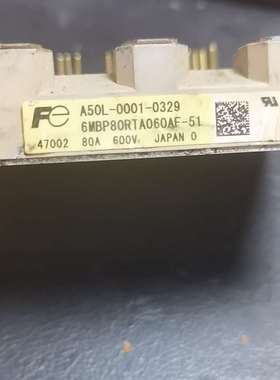 Fe A50L-0001-0329
6MBP80RTA060AF-51
47002 80A 600V JAPAN O